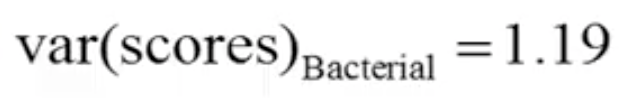 var(scores)Bacterial = 1.19